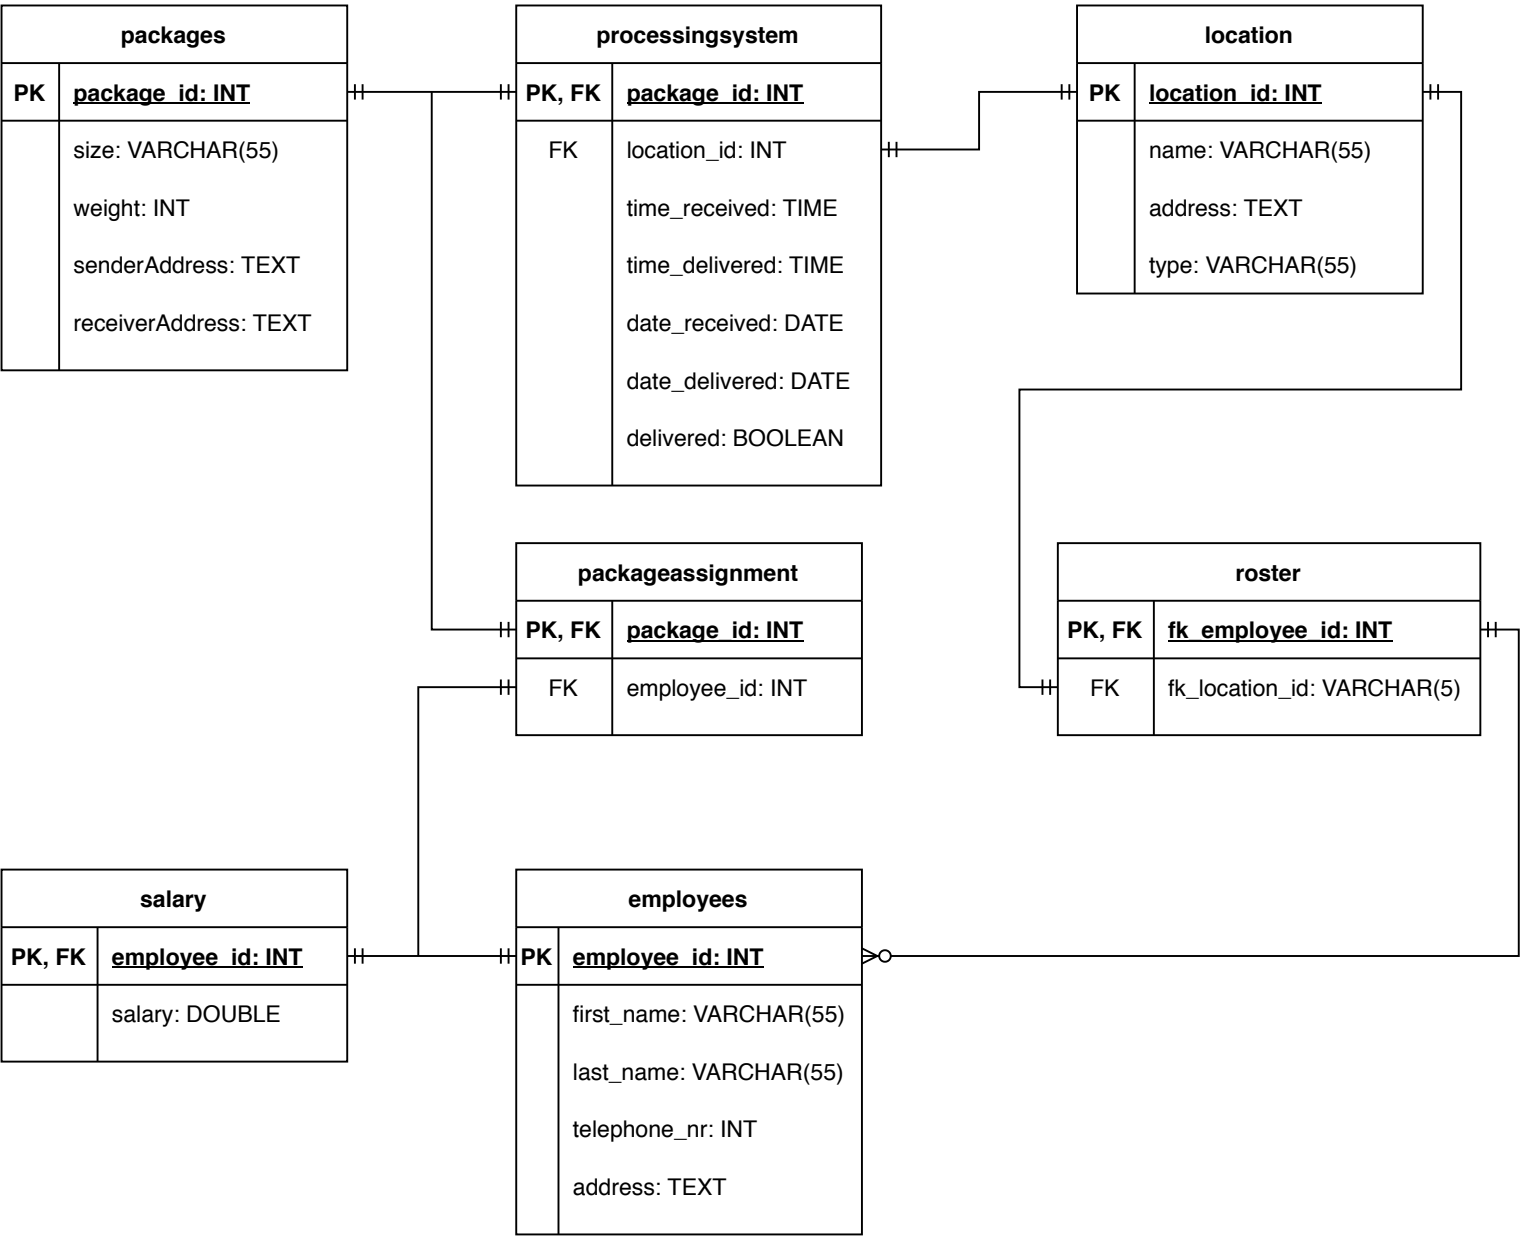 packages
PK package_id: INT
size: VARCHAR(55)
weight: INT
senderAddress: TEXT
receiverAddress: TEXT
processingsystem
PK, FK package_id: INT
FK location_id: INT
time_received: TIME
time_delivered: TIME
date_received: DATE
date_delivered: DATE
delivered: BOOLEAN
location
PK location_id: INT
name: VARCHAR(55)
address: TEXT
type: VARCHAR(55)
packageassignment
PK, FK package_id: INT
FK employee_id: INT
roster
PK, FK fk_employee_id: INT
FK fk_location_id: VARCHAR(5)
salary
PK, FK employee_id: INT
salary: DOUBLE
employees
PK employee_id: INT
first_name: VARCHAR(55)
last_name: VARCHAR(55)
telephone_nr: INT
address: TEXT